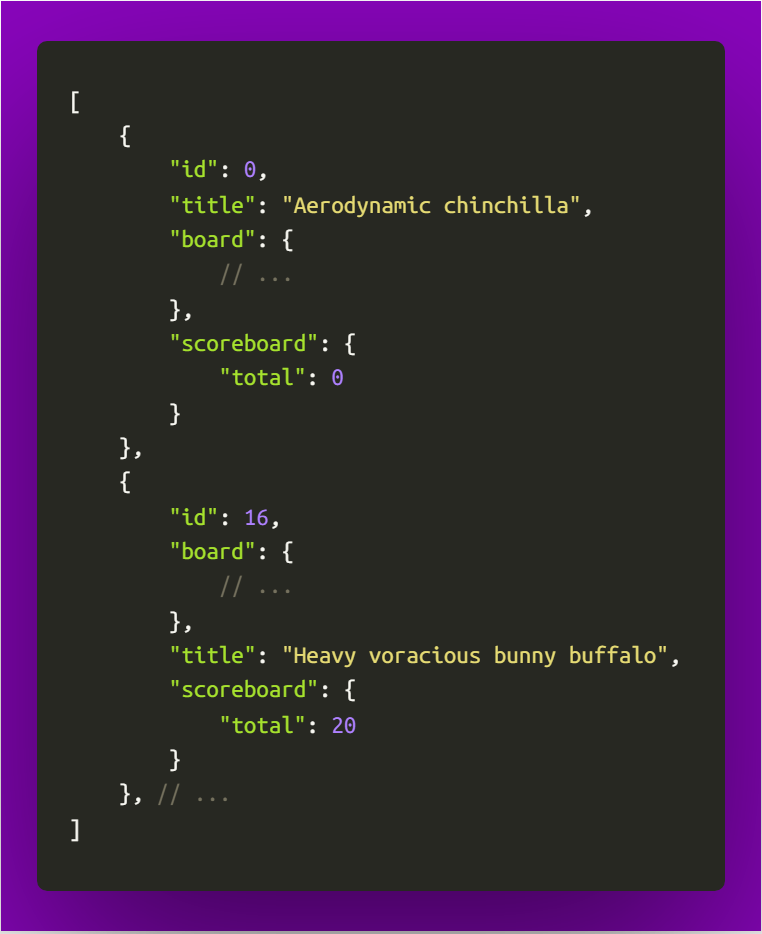 [
    {
        "id": 0,
        "title": "Aerodynamic chinchilla",
        "board": {
            // ...
        },
        "scoreboard": {
            "total": 0
        }
    },
    {
        "id": 16,
        "board": {
            // ...
        },
        "title": "Heavy voracious bunny buffalo",
        "scoreboard": {
            "total": 20
        }
    }, // ...
]